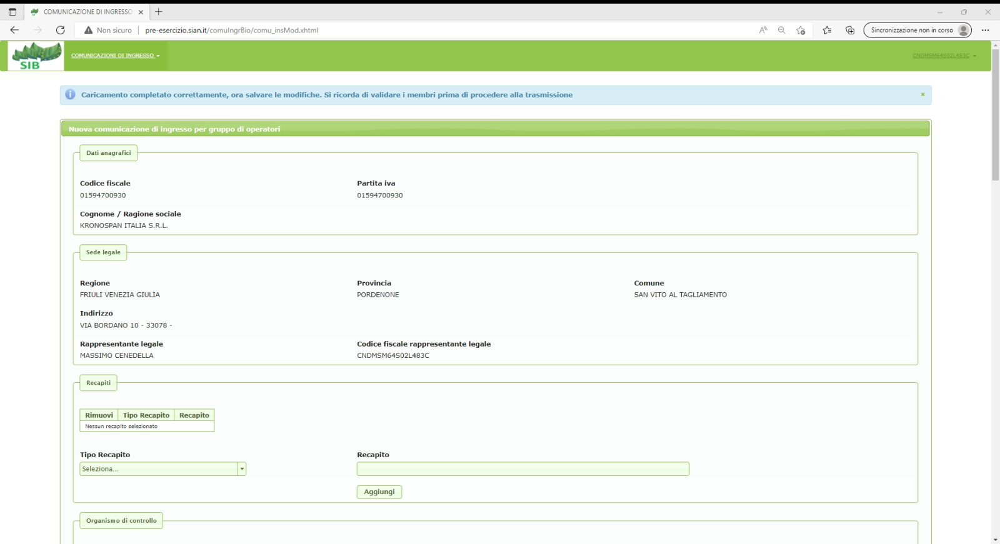 COMUNICAZIONE DI INGRESSO
Non sicuro | pre-esercizio.sian.it/comuIngrBio/comu_insMod.xhtml
Sincronizzazione non in corso
SIB
COMUNICAZIONI DI INGRESSO
CNDMSM64S02L483C
Caricamento completato correttamente, ora salvare le modifiche. Si ricorda di validare i membri prima di procedere alla trasmissione
Nuova comunicazione di ingresso per gruppo di operatori
Dati anagrafici
Codice fiscale Partita iva
01594700930 01594700930
Cognome / Ragione sociale
KRONOSPAN ITALIA S.R.L.
Sede legale
Regione Provincia Comune
FRIULI VENEZIA GIULIA PORDENONE SAN VITO AL TAGLIAMENTO
Indirizzo
VIA BORDANO 10 - 33078 -
Rappresentante legale Codice fiscale rappresentante legale
MASSIMO CENEDELLA CNDMSM64S02L483C
Recapiti
Rimuovi Tipo Recapito Recapito
Nessun recapito selezionato
Tipo Recapito Recapito
Seleziona...
Aggiungi
Organismo di controllo